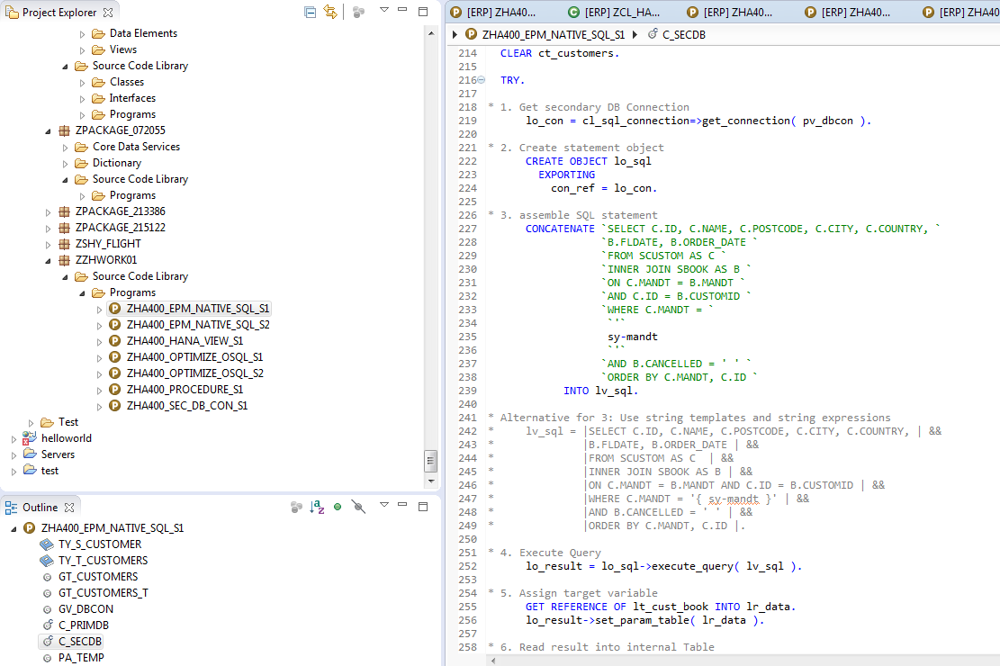 Project Explorer
Data Elements
Views
Source Code Library
Classes
Interfaces
Programs
ZPACKAGE_072055
Core Data Services
Dictionary
Source Code Library
Programs
ZPACKAGE_213386
ZPACKAGE_215122
ZSHY_FLIGHT
ZZHWORK01
Source Code Library
Programs
ZHA400_EPM_NATIVE_SQL_S1
ZHA400_EPM_NATIVE_SQL_S2
ZHA400_HANA_VIEW_S1
ZHA400_OPTIMIZE_OSQL_S1
ZHA400_OPTIMIZE_OSQL_S2
ZHA400_PROCEDURE_S1
ZHA400_SEC_DB_CON_S1
Test
helloworld
Servers
test
Outline
ZHA400_EPM_NATIVE_SQL_S1
TY_S_CUSTOMER
TY_T_CUSTOMERS
GT_CUSTOMERS
GT_CUSTOMERS_T
GV_DBCON
C_PRIMDB
C_SECDB
PA_TEMP
[ERP] ZHA40... [ERP] ZCL_HA... [ERP] ZHA40... [ERP] ZHA40... [ERP] ZHA40
ZHA400_EPM_NATIVE_SQL_S1 C_SECDB
214 CLEAR ct_customers.
215
216 TRY.
217
218 * 1. Get secondary DB Connection
219 lo_con = cl_sql_connection=>get_connection( pv_dbcon ).
220
221 * 2. Create statement object
222 CREATE OBJECT lo_sql
223 EXPORTING
224 con_ref = lo_con.
225
226 * 3. assemble SQL statement
227 CONCATENATE `SELECT C.ID, C.NAME, C.POSTCODE, C.CITY, C.COUNTRY, `
228 `B.FLDATE, B.ORDER_DATE `
229 `FROM SCUSTOM AS C `
230 `INNER JOIN SBOOK AS B `
231 `ON C.MANDT = B.MANDT `
232 `AND C.ID = B.CUSTOMID `
233 `WHERE C.MANDT = `
234 `'`
235 sy-mandt
236 `'`
237 `AND B.CANCELLED = ' ' `
238 `ORDER BY C.MANDT, C.ID `
239 INTO lv_sql.
240
241 * Alternative for 3: Use string templates and string expressions
242 * lv_sql = |SELECT C.ID, C.NAME, C.POSTCODE, C.CITY, C.COUNTRY, | &&
243 * |B.FLDATE, B.ORDER_DATE | &&
244 * |FROM SCUSTOM AS C  | &&
245 * |INNER JOIN SBOOK AS B | &&
246 * |ON C.MANDT = B.MANDT AND C.ID = B.CUSTOMID | &&
247 * |WHERE C.MANDT = '{ sy-mandt }' | &&
248 * |AND B.CANCELLED = ' ' | &&
249 * |ORDER BY C.MANDT, C.ID |.
250
251 * 4. Execute Query
252 lo_result = lo_sql->execute_query( lv_sql ).
253
254 * 5. Assign target variable
255 GET REFERENCE OF lt_cust_book INTO lr_data.
256 lo_result->set_param_table( lr_data ).
257
258 * 6. Read result into internal Table